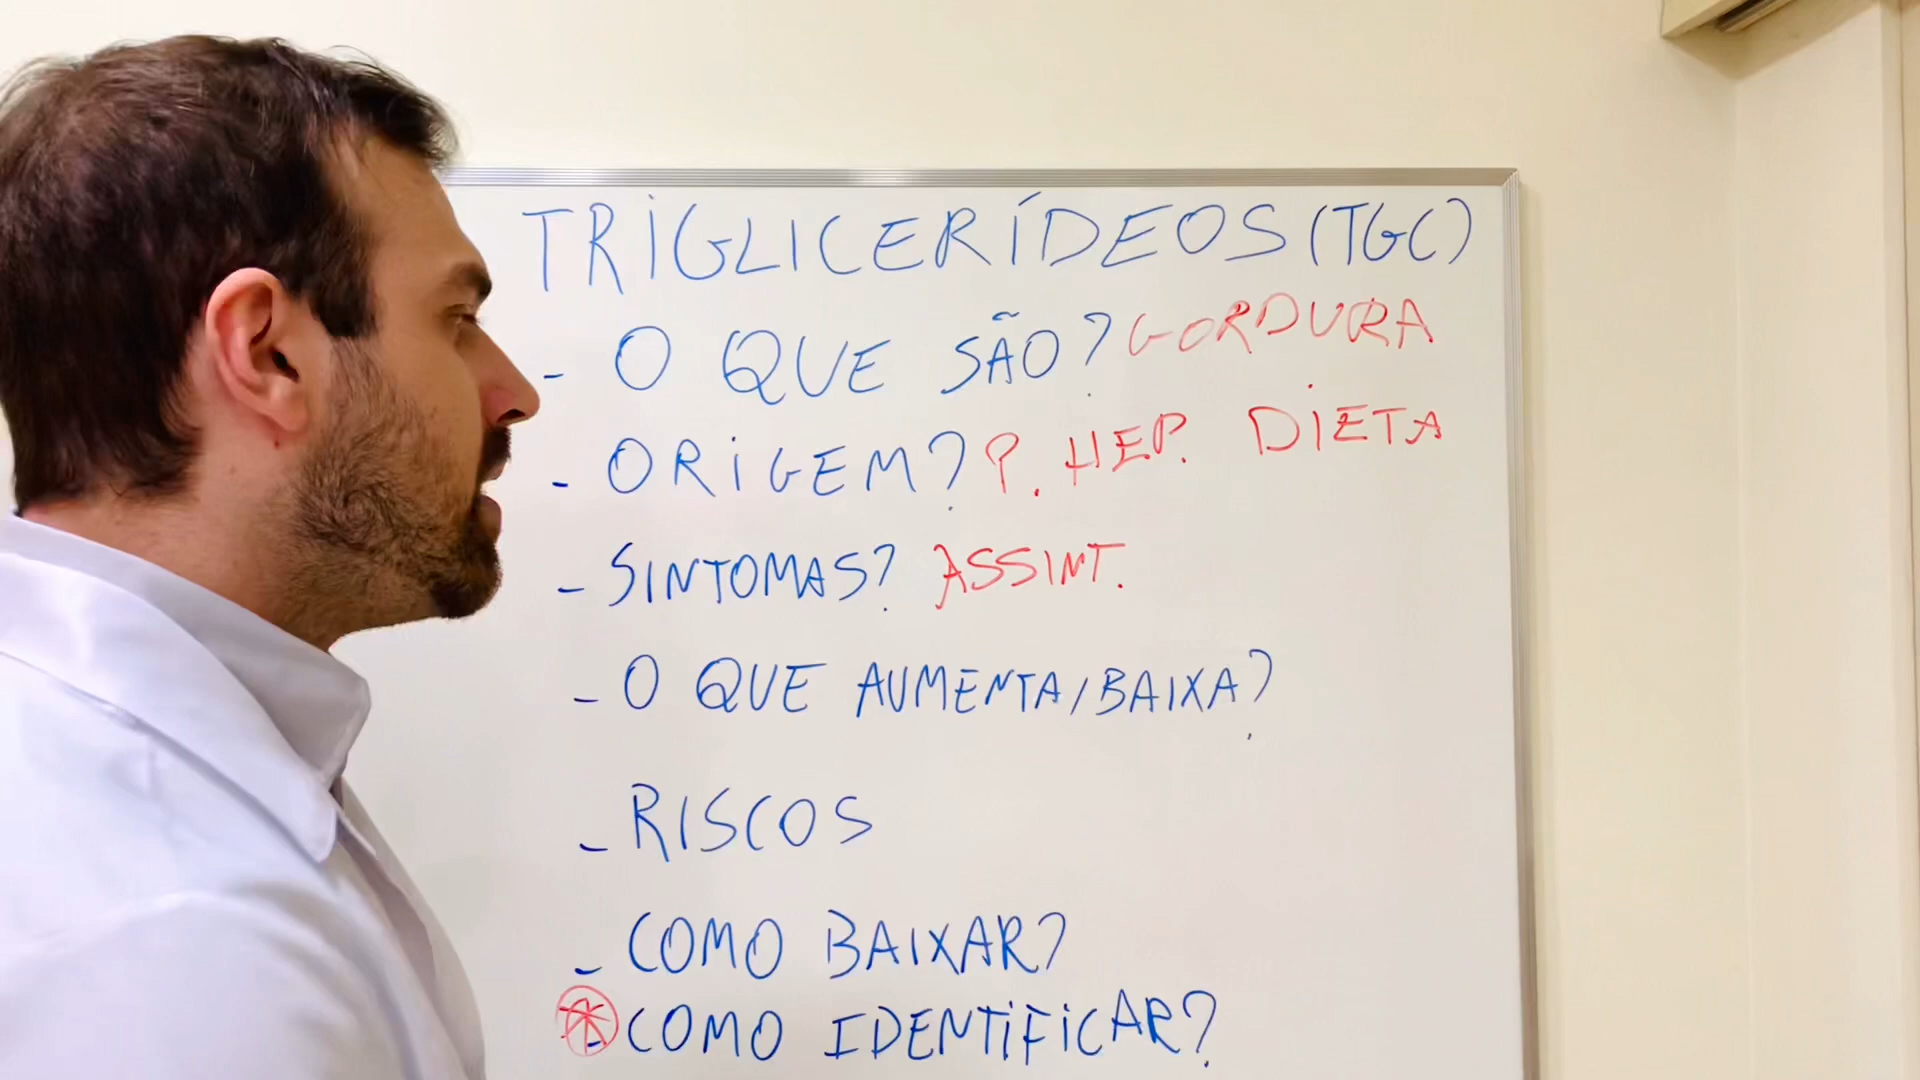 TRIGLICERÍDEOS (TGC)
- O QUE SÃO? GORDURA
- ORIGEM? P. HEP. DIETA
- SINTOMAS? ASSINT.
- O QUE AUMENTA/BAIXA?
- RISCOS
- COMO BAIXAR?
- COMO IDENTIFICAR?